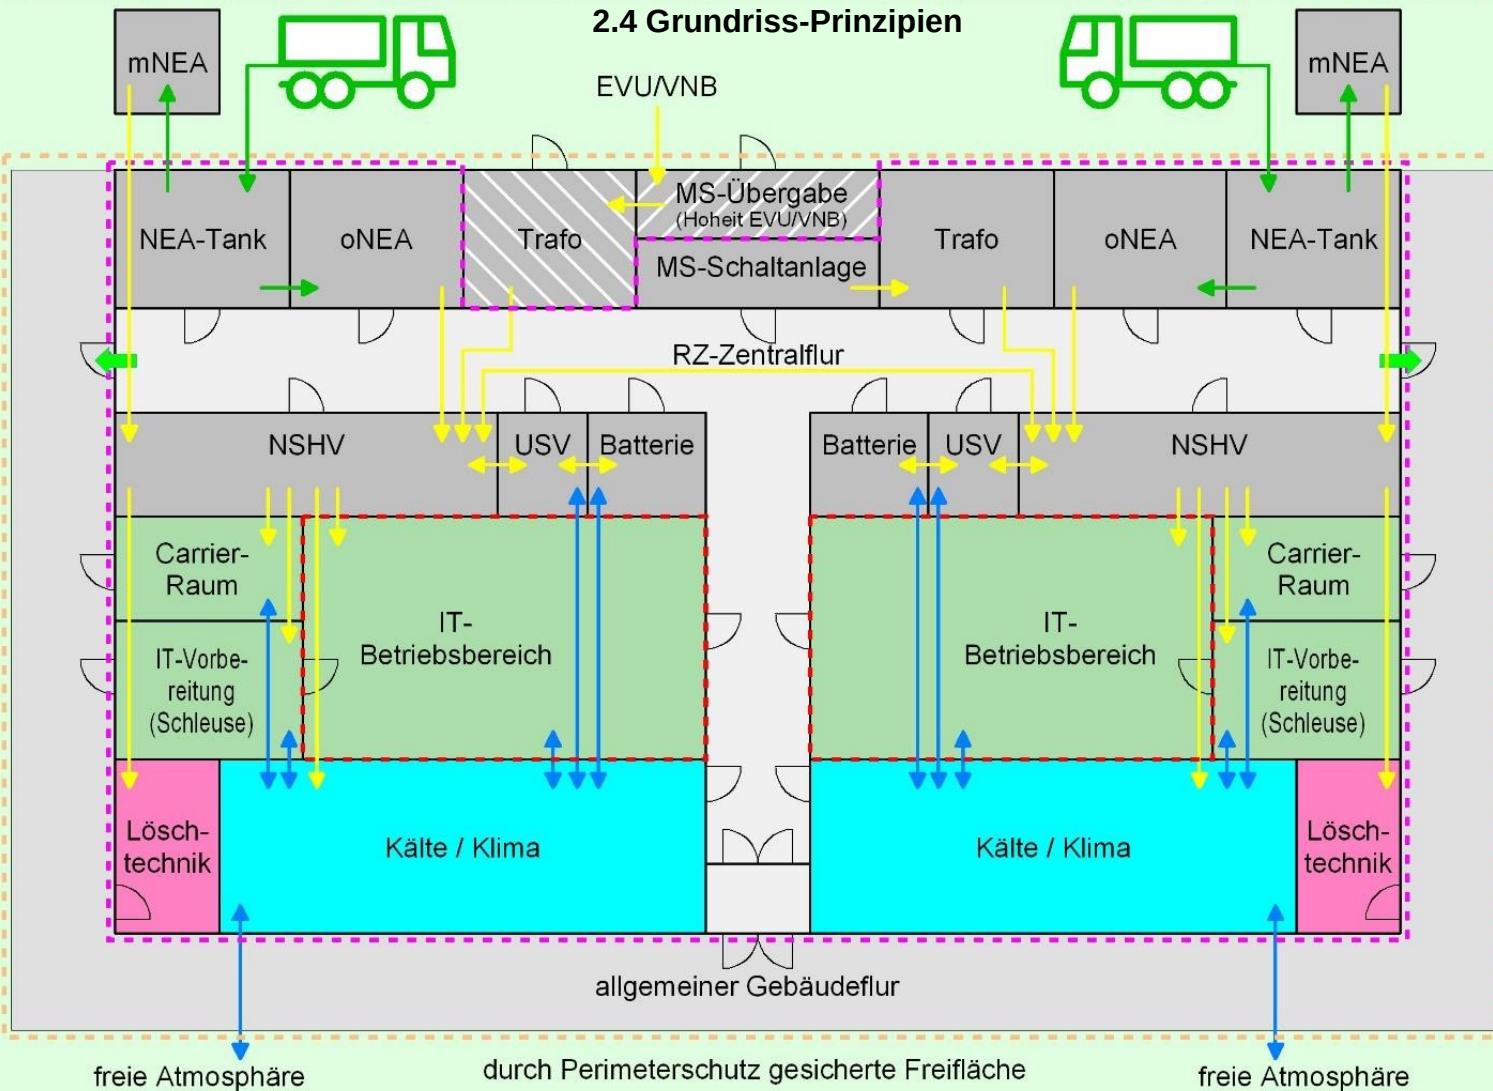 2.4 Grundriss-Prinzipien
mNEA
mNEA
EVU/VNB
NEA-Tank
oNEA
Trafo
MS-Übergabe
(Hoheit EVU/VNB)
MS-Schaltanlage
Trafo
oNEA
NEA-Tank
RZ-Zentralflur
NSHV
USV
Batterie
Batterie
USV
NSHV
Carrier-
Raum
IT-
Betriebsbereich
IT-
Betriebsbereich
Carrier-
Raum
IT-Vorbe-
reitung
(Schleuse)
IT-Vorbe-
reitung
(Schleuse)
Lösch-
technik
Kälte / Klima
Kälte / Klima
Lösch-
technik
allgemeiner Gebäudeflur
freie Atmosphäre
durch Perimeterschutz gesicherte Freifläche
freie Atmosphäre